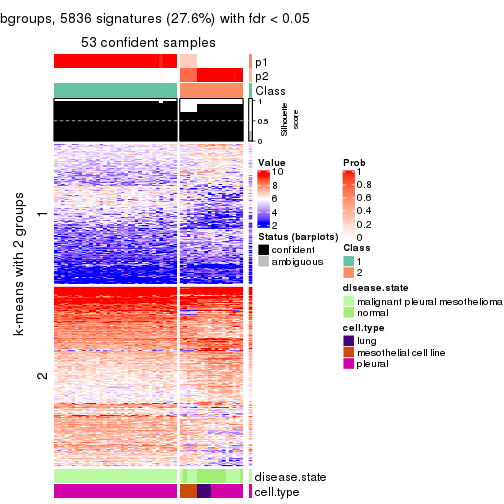 bgroups, 5836 signatures (27.6%) with fdr < 0.05
53 confident samples
p1
p2
Class
1
0.5
0
Silhouette
score
k-means with 2 groups
1
2
disease.state
cell.type
Value
10
8
6
4
2
Status (barplots)
confident
ambiguous
Prob
1
0.8
0.6
0.4
0.2
0
Class
1
2
disease.state
malignant pleural mesothelioma
normal
cell.type
lung
mesothelial cell line
pleural